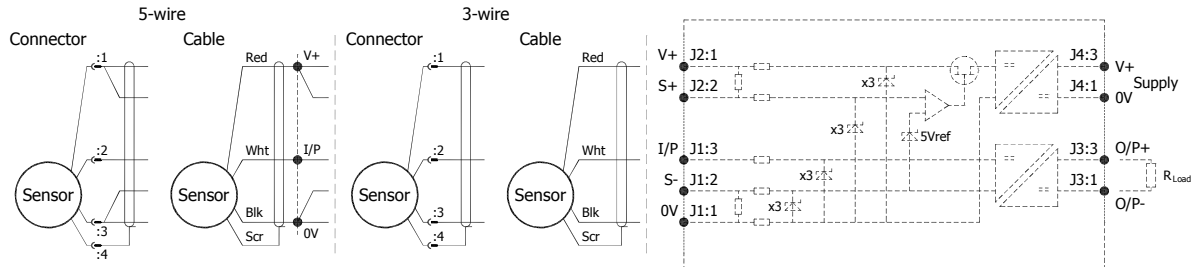 5-wire
3-wire
Connector
Cable
Connector
Cable
:1
:2
:3
:4
Sensor
Red
Wht
Blk
Scr
V+
I/P
0V
Sensor
:1
:2
:3
:4
Sensor
Red
Wht
Blk
Scr
Sensor
V+ J2:1
S+ J2:2
I/P J1:3
S- J1:2
0V J1:1
x3
x3
x3
x3
5Vref
J4:3 V+
Supply
J4:1 0V
J3:3 O/P+
J3:1 O/P-
RLoad